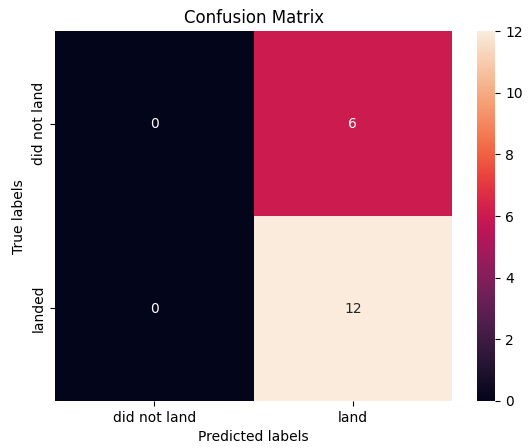 Confusion Matrix
True labels
did not land
landed
0
6
0
12
did not land
land
Predicted labels
12
10
8
6
4
2
0